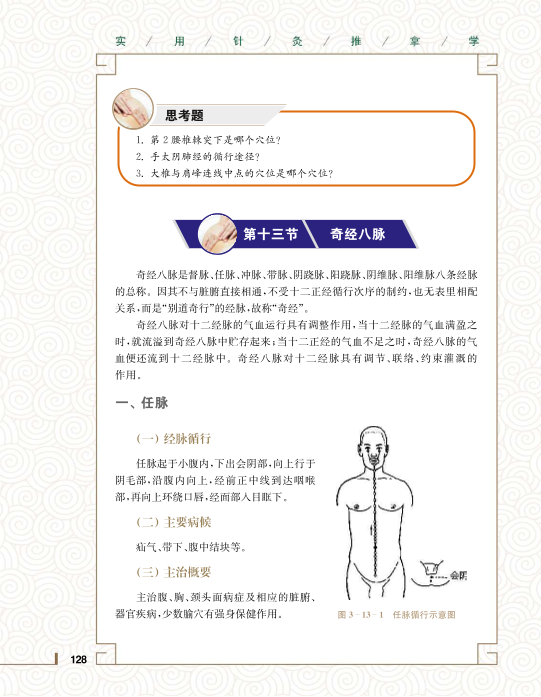 实 / 用 / 针 / 灸 / 推 / 拿 / 学
思考题
1. 第 2 腰椎棘突下是哪个穴位?
2. 手太阴肺经的循行途径?
3. 大椎与肩峰连线中点的穴位是哪个穴位?
第十三节 奇经八脉
奇经八脉是督脉、任脉、冲脉、带脉、阴跷脉、阳跷脉、阴维脉、阳维脉八条经脉
的总称。因其不与脏腑直接相通,不受十二正经循行次序的制约,也无表里相配
关系,而是“别道奇行”的经脉,故称“奇经”。
奇经八脉对十二经脉的气血运行具有调整作用,当十二经脉的气血满盈之
时,就流溢到奇经八脉中贮存起来;当十二正经的气血不足之时,奇经八脉的气
血便还流到十二经脉中。奇经八脉对十二经脉具有调节、联络、约束灌溉的
作用。
一、任脉
(一) 经脉循行
任脉起于小腹内,下出会阴部,向上行于
阴毛部,沿腹内向上,经前正中线到达咽喉
部,再向上环绕口唇,经面部入目眶下。
(二) 主要病候
疝气、带下、腹中结块等。
(三) 主治概要
主治腹、胸、颈头面病症及相应的脏腑、
器官疾病,少数腧穴有强身保健作用。
会阴
图 3-13-1 任脉循行示意图
128